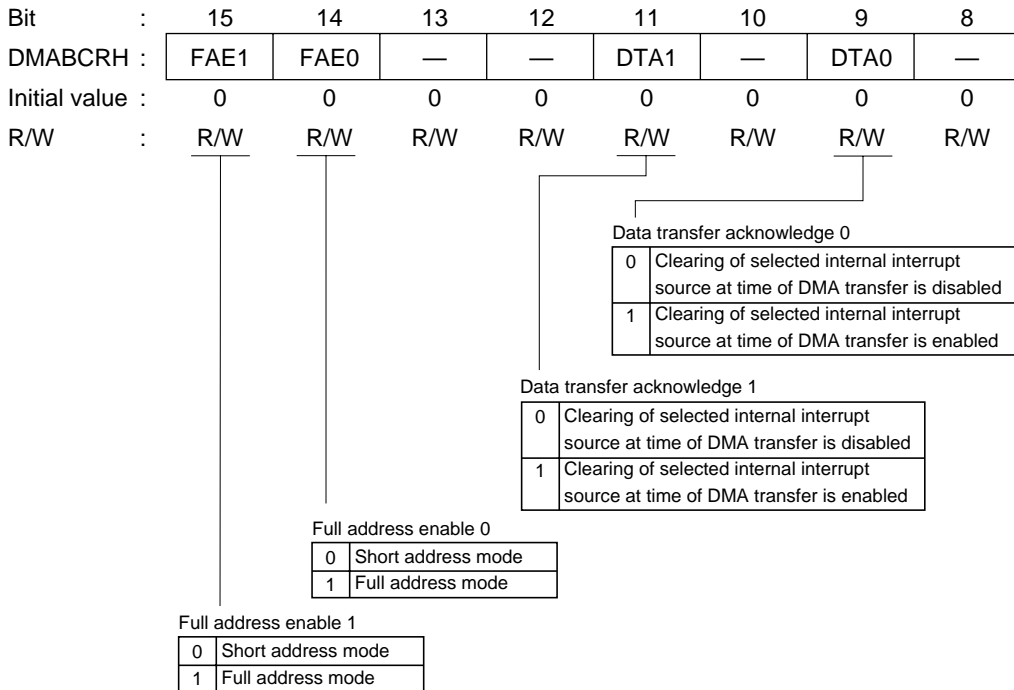 Bit : 15 14 13 12 11 10 9 8
DMABCRH : FAE1 FAE0 — — DTA1 — DTA0 —
Initial value : 0 0 0 0 0 0 0 0
R/W : R/W R/W R/W R/W R/W R/W R/W R/W
Data transfer acknowledge 0
0 Clearing of selected internal interrupt
source at time of DMA transfer is disabled
1 Clearing of selected internal interrupt
source at time of DMA transfer is enabled
Data transfer acknowledge 1
0 Clearing of selected internal interrupt
source at time of DMA transfer is disabled
1 Clearing of selected internal interrupt
source at time of DMA transfer is enabled
Full address enable 0
0 Short address mode
1 Full address mode
Full address enable 1
0 Short address mode
1 Full address mode